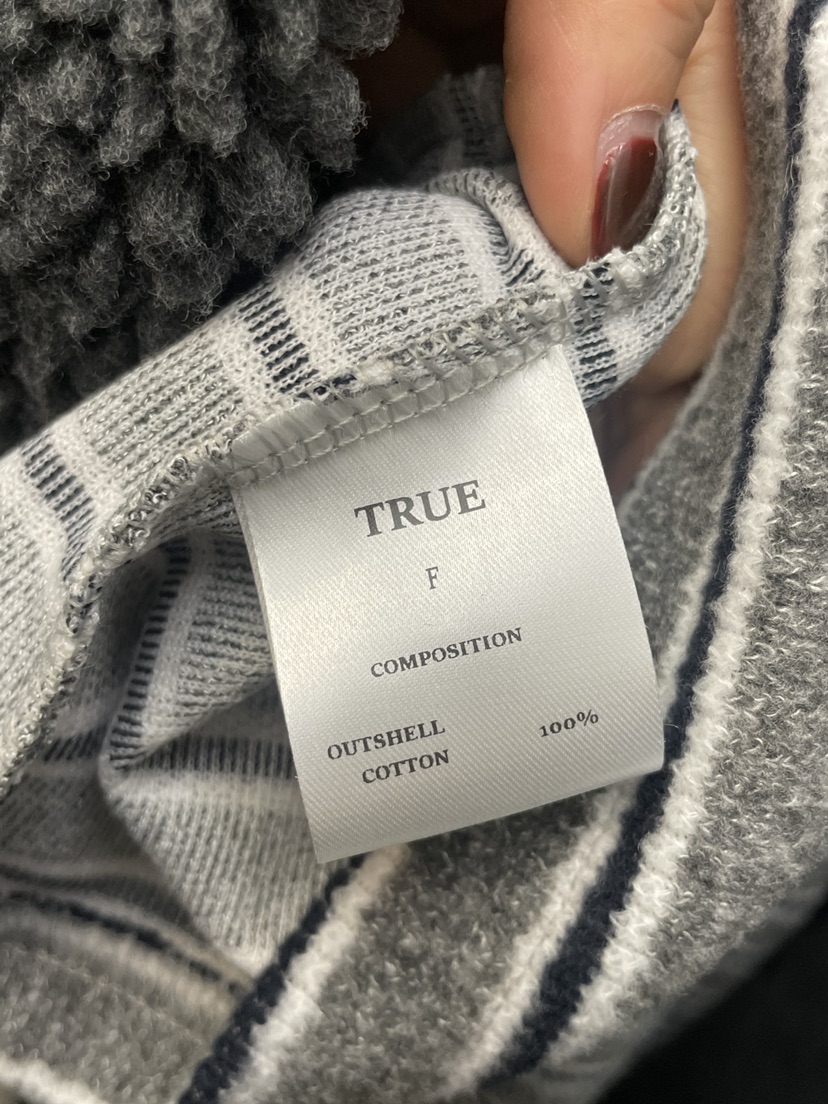 TRUE
F
COMPOSITION
OUTSHELL 100%
COTTON